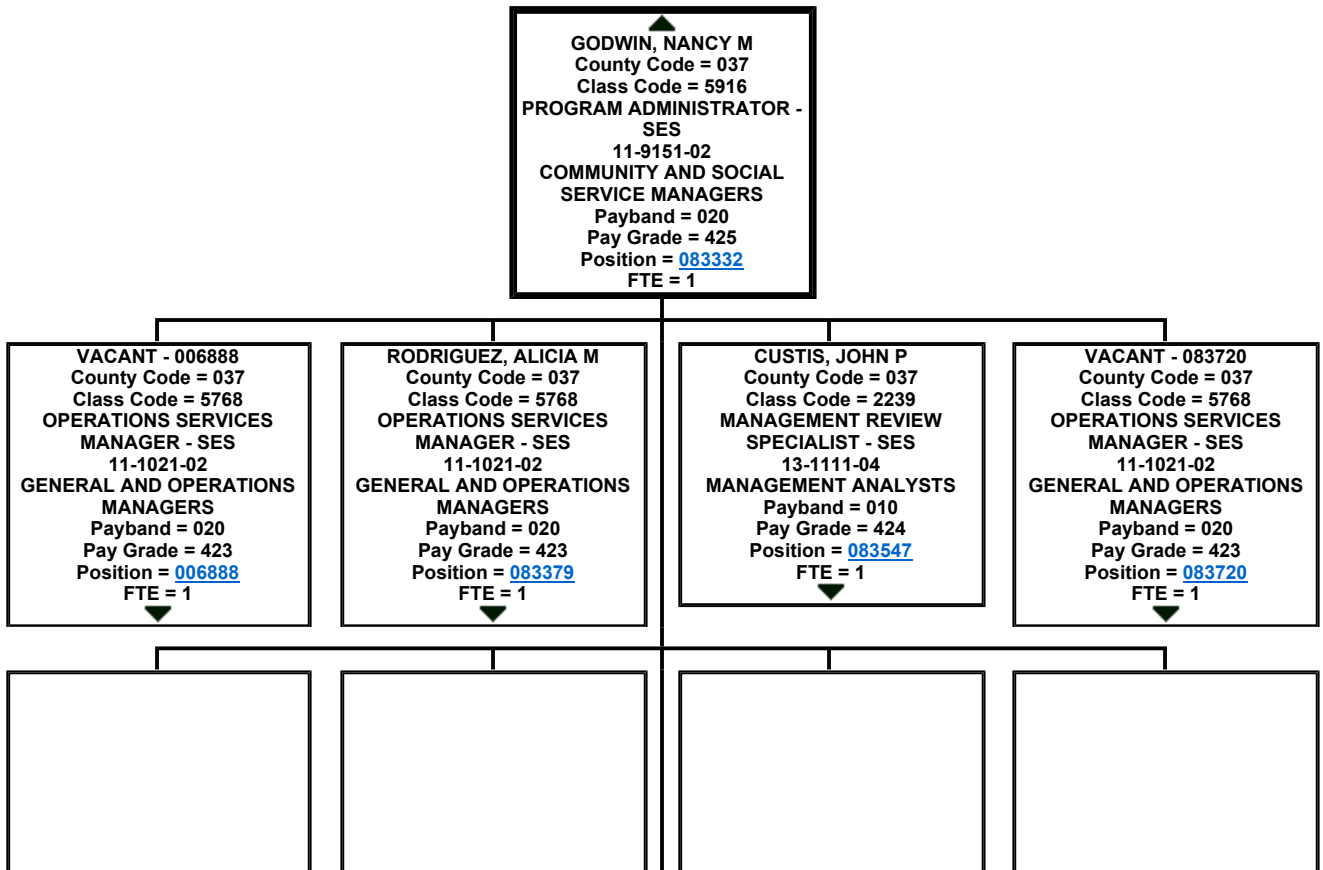 GODWIN, NANCY M
County Code = 037
Class Code = 5916
PROGRAM ADMINISTRATOR -
SES
11-9151-02
COMMUNITY AND SOCIAL
SERVICE MANAGERS
Payband = 020
Pay Grade = 425
Position = 083332
FTE = 1
VACANT - 006888
County Code = 037
Class Code = 5768
OPERATIONS SERVICES
MANAGER - SES
11-1021-02
GENERAL AND OPERATIONS
MANAGERS
Payband = 020
Pay Grade = 423
Position = 006888
FTE = 1
RODRIGUEZ, ALICIA M
County Code = 037
Class Code = 5768
OPERATIONS SERVICES
MANAGER - SES
11-1021-02
GENERAL AND OPERATIONS
MANAGERS
Payband = 020
Pay Grade = 423
Position = 083379
FTE = 1
CUSTIS, JOHN P
County Code = 037
Class Code = 2239
MANAGEMENT REVIEW
SPECIALIST - SES
13-1111-04
MANAGEMENT ANALYSTS
Payband = 010
Pay Grade = 424
Position = 083547
FTE = 1
VACANT - 083720
County Code = 037
Class Code = 5768
OPERATIONS SERVICES
MANAGER - SES
11-1021-02
GENERAL AND OPERATIONS
MANAGERS
Payband = 020
Pay Grade = 423
Position = 083720
FTE = 1